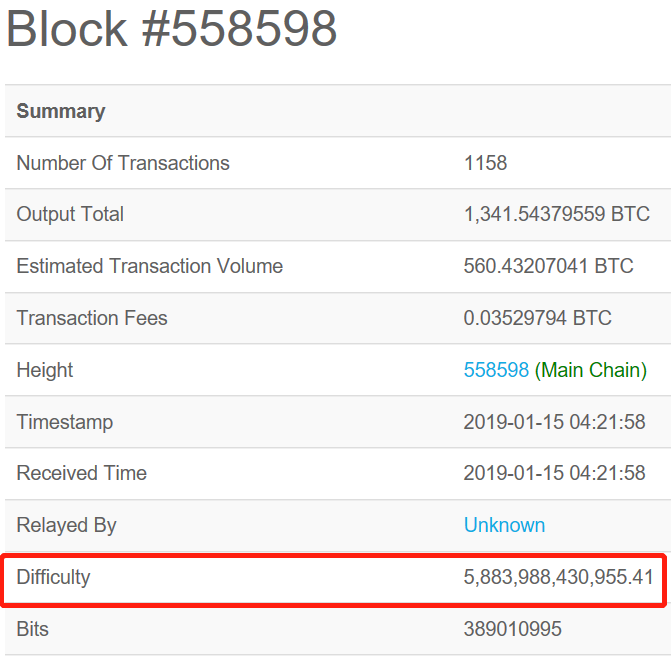 Block #558598
Summary
Number Of Transactions 1158
Output Total 1,341.54379559 BTC
Estimated Transaction Volume 560.43207041 BTC
Transaction Fees 0.03529794 BTC
Height 558598 (Main Chain)
Timestamp 2019-01-15 04:21:58
Received Time 2019-01-15 04:21:58
Relayed By Unknown
Difficulty 5,883,988,430,955.41
Bits 389010995